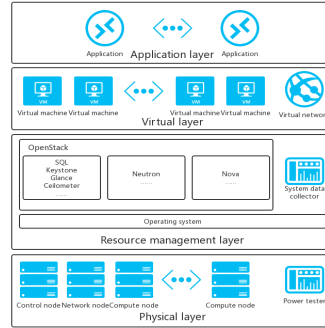 Application
Application
Application layer
VM
VM
VM
VM
Virtual machine Virtual machine
Virtual machine Virtual machine
Virtual network
Virtual layer
OpenStack
SQL
Keystone
Glance
Ceilometer
......
Neutron
......
Nova
......
System data
collector
Operating system
Resource management layer
Control node Network node Compute node
Compute node
Power tester
Physical layer